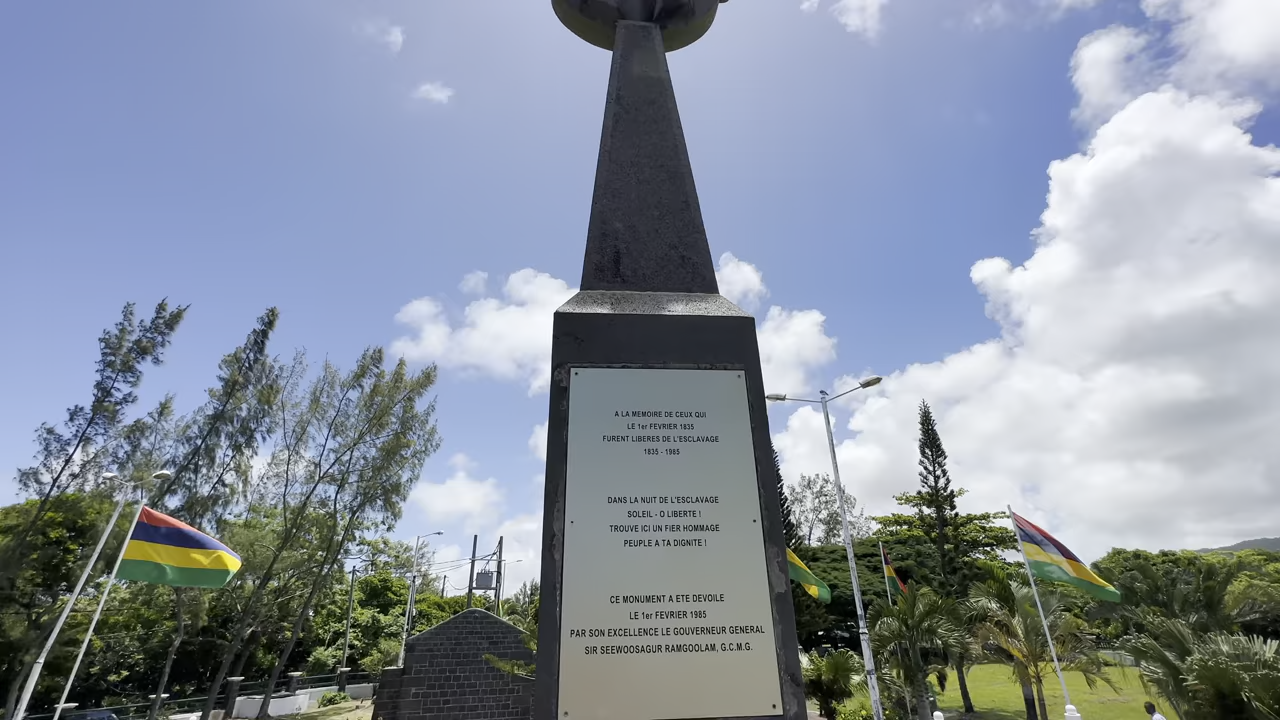 A LA MEMOIRE DE CEUX QUI
LE 1er FEVRIER 1835
FURENT LIBERES DE L'ESCLAVAGE
1835 - 1985
DANS LA NUIT DE L'ESCLAVAGE
SOLEIL - O LIBERTE !
TROUVE ICI UN FIER HOMMAGE
PEUPLE A TA DIGNITE !
CE MONUMENT A ETE DEVOILE
LE 1er FEVRIER 1985
PAR SON EXCELLENCE LE GOUVERNEUR GENERAL
SIR SEEWOOSAGUR RAMGOOLAM, G.C.M.G.